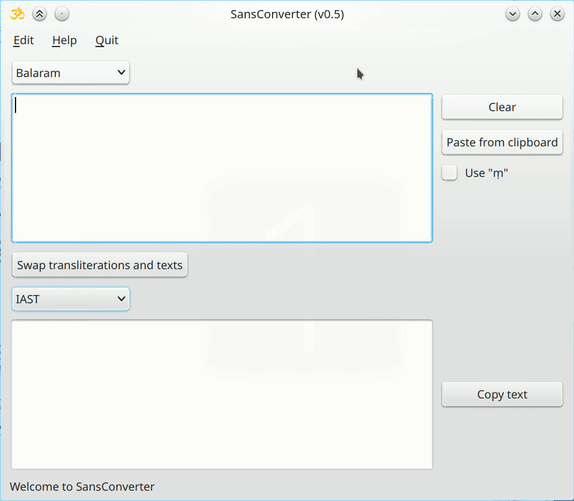 ॐ SansConverter (v0.5)
Edit Help Quit
Balaram
Clear
Paste from clipboard
Use "ṃ"
Swap transliterations and texts
IAST
Copy text
Welcome to SansConverter